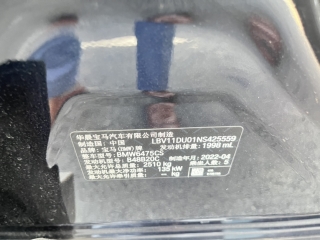 华晨宝马汽车有限公司制造
制造国：中国 LBV11DU01NS425559
品牌：宝马（BMW）牌 发动机排量：1998 mL
整车型号：BMW6475CS
发动机型号：B48B20C 制造年月：2022-04
最大允许总质量：2510 kg 乘坐人数：5
发动机最大净功率：135 kW
-- kg